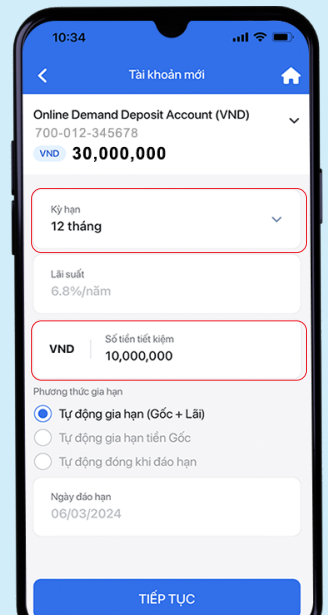 10:34
Tài khoản mới
Online Demand Deposit Account (VND)
700-012-345678
VND 30,000,000
Kỳ hạn
12 tháng
Lãi suất
6.8%/năm
VND
Số tiền tiết kiệm
10,000,000
Phương thức gia hạn
Tự động gia hạn (Gốc + Lãi)
Tự động gia hạn tiền Gốc
Tự động đóng khi đáo hạn
Ngày đáo hạn
06/03/2024
TIẾP TỤC